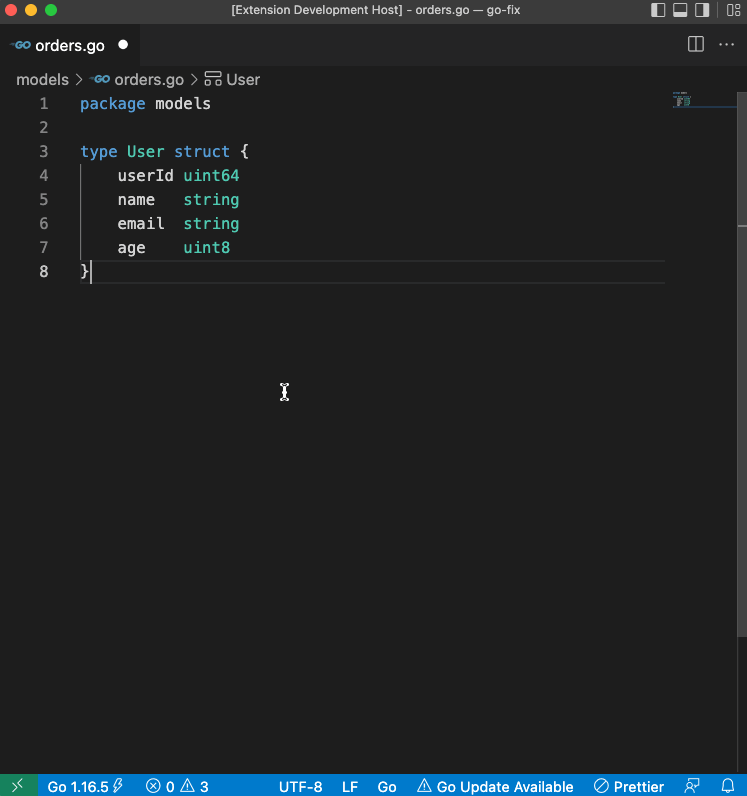 [Extension Development Host] - orders.go — go-fix
GO orders.go
models > GO orders.go > User
1 package models
2
3 type User struct {
4 userId uint64
5 name string
6 email string
7 age uint8
8 }
Go 1.16.5 0 3 UTF-8 LF Go Go Update Available Prettier